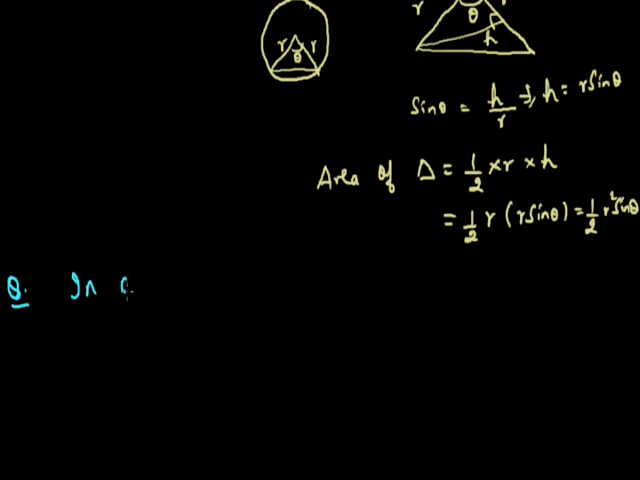 r
θ
r r
θ
h
sinθ = h/r ⇒ h = r sinθ
Area of Δ = 1/2 × r × h
= 1/2 r (r sinθ) = 1/2 r² sinθ
Q. In